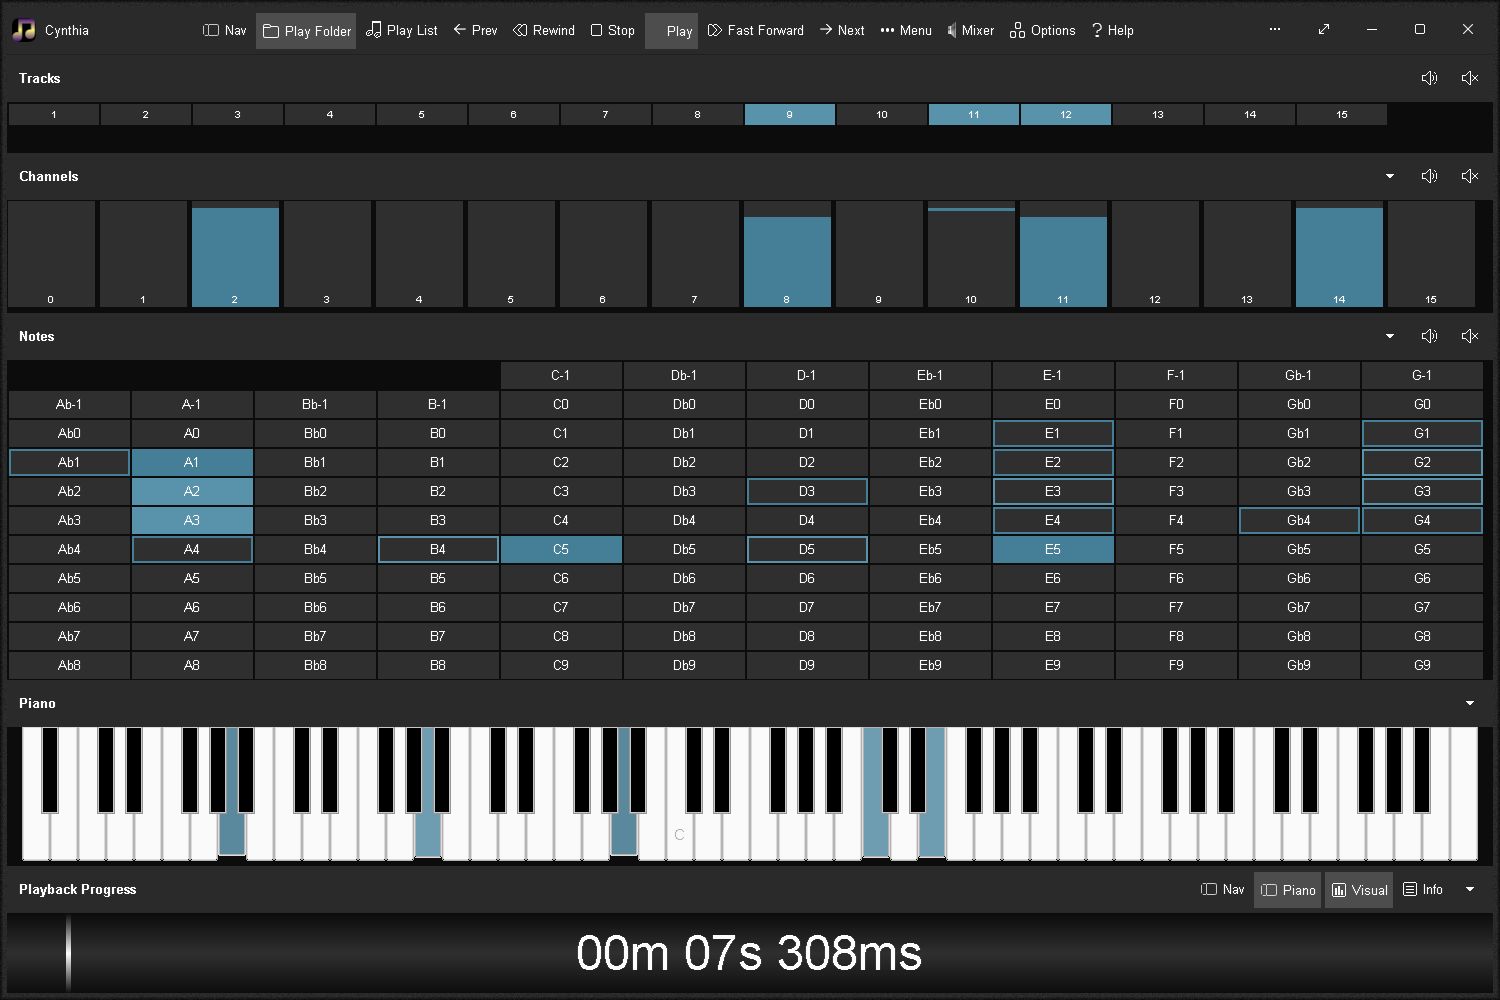 Cynthia Nav Play Folder Play List Prev Rewind Stop Play Fast Forward Next Menu Mixer Options ? Help
Tracks
1 2 3 4 5 6 7 8 9 10 11 12 13 14 15
Channels
0 1 2 3 4 5 6 7 8 9 10 11 12 13 14 15
Notes
C-1 Db-1 D-1 Eb-1 E-1 F-1 Gb-1 G-1
Ab-1 A-1 Bb-1 B-1 C0 Db0 D0 Eb0 E0 F0 Gb0 G0
Ab0 A0 Bb0 B0 C1 Db1 D1 Eb1 E1 F1 Gb1 G1
Ab1 A1 Bb1 B1 C2 Db2 D2 Eb2 E2 F2 Gb2 G2
Ab2 A2 Bb2 B2 C3 Db3 D3 Eb3 E3 F3 Gb3 G3
Ab3 A3 Bb3 B3 C4 Db4 D4 Eb4 E4 F4 Gb4 G4
Ab4 A4 Bb4 B4 C5 Db5 D5 Eb5 E5 F5 Gb5 G5
Ab5 A5 Bb5 B5 C6 Db6 D6 Eb6 E6 F6 Gb6 G6
Ab6 A6 Bb6 B6 C7 Db7 D7 Eb7 E7 F7 Gb7 G7
Ab7 A7 Bb7 B7 C8 Db8 D8 Eb8 E8 F8 Gb8 G8
Ab8 A8 Bb8 B8 C9 Db9 D9 Eb9 E9 F9 Gb9 G9
Piano
C
Playback Progress Nav Piano Visual Info
00m 07s 308ms